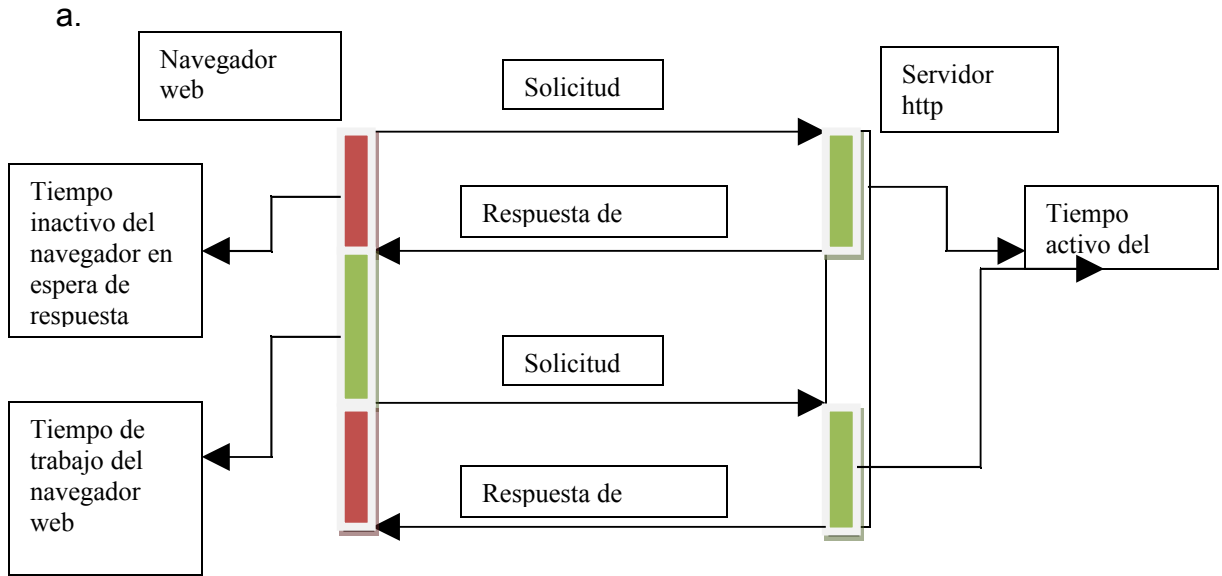 a.
Navegador
web
Solicitud
Servidor
http
Tiempo
inactivo del
navegador en
espera de
respuesta
Respuesta de
Tiempo
activo del
Solicitud
Tiempo de
trabajo del
navegador
web
Respuesta de